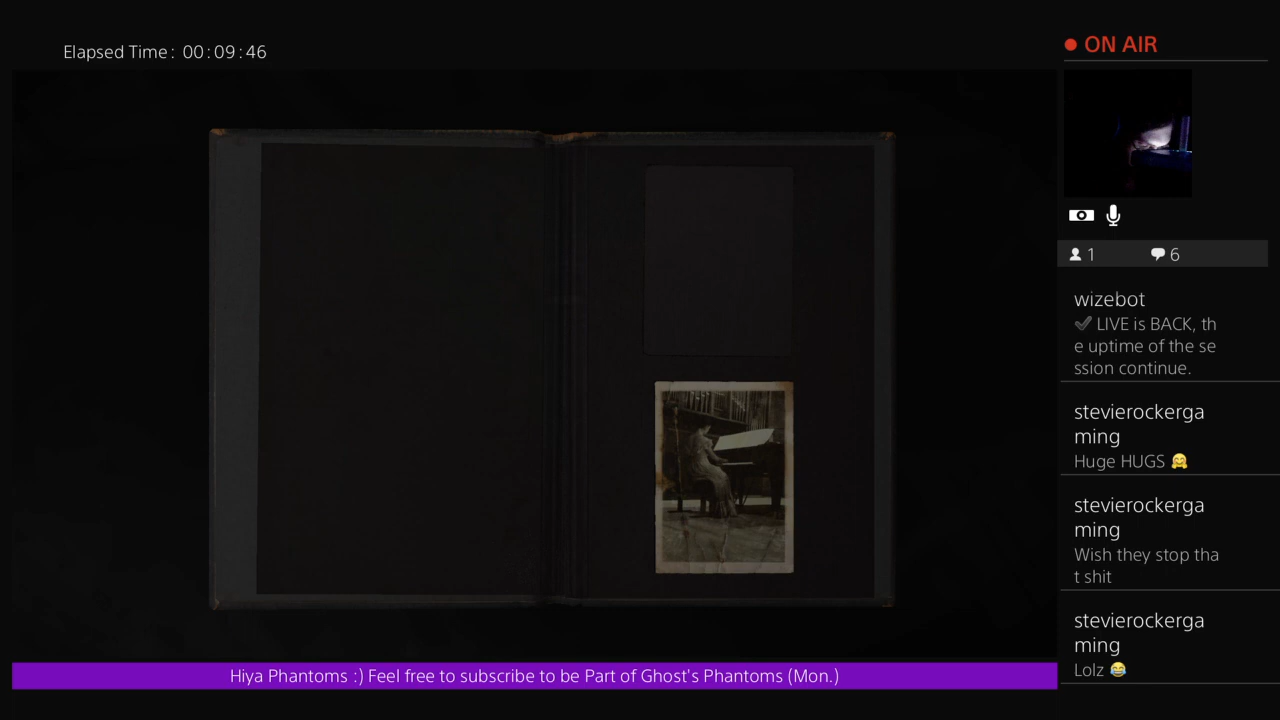 Elapsed Time: 00:09:46
ON AIR
1 6
wizebot
✔ LIVE is BACK, th
e uptime of the se
ssion continue.
stevierockerga
ming
Huge HUGS 🤗
stevierockerga
ming
Wish they stop tha
t shit
stevierockerga
ming
Lolz 😂
Hiya Phantoms :) Feel free to subscribe to be Part of Ghost's Phantoms (Mon.)